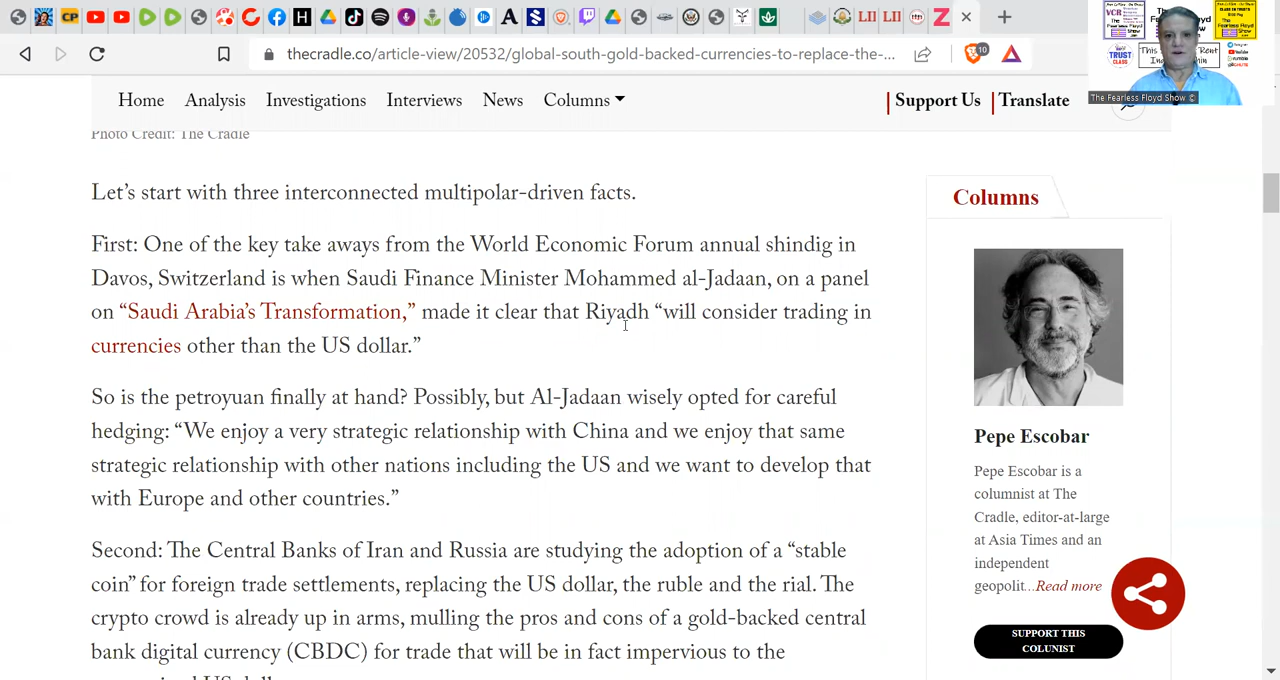 thecradle.co/article-view/20532/global-south-gold-backed-currencies-to-replace-the-...
10
The Fearless Floyd Show ©
Home Analysis Investigations Interviews News Columns Support Us Translate
Photo Credit: The Cradle
Let's start with three interconnected multipolar-driven facts.
First: One of the key take aways from the World Economic Forum annual shindig in
Davos, Switzerland is when Saudi Finance Minister Mohammed al-Jadaan, on a panel
on “Saudi Arabia’s Transformation,” made it clear that Riyadh “will consider trading in
currencies other than the US dollar.”
So is the petroyuan finally at hand? Possibly, but Al-Jadaan wisely opted for careful
hedging: “We enjoy a very strategic relationship with China and we enjoy that same
strategic relationship with other nations including the US and we want to develop that
with Europe and other countries.”
Second: The Central Banks of Iran and Russia are studying the adoption of a “stable
coin” for foreign trade settlements, replacing the US dollar, the ruble and the rial. The
crypto crowd is already up in arms, mulling the pros and cons of a gold-backed central
bank digital currency (CBDC) for trade that will be in fact impervious to the
Columns
Pepe Escobar
Pepe Escobar is a
columnist at The
Cradle, editor-at-large
at Asia Times and an
independent
geopolit...Read more
SUPPORT THIS
COLUNIST